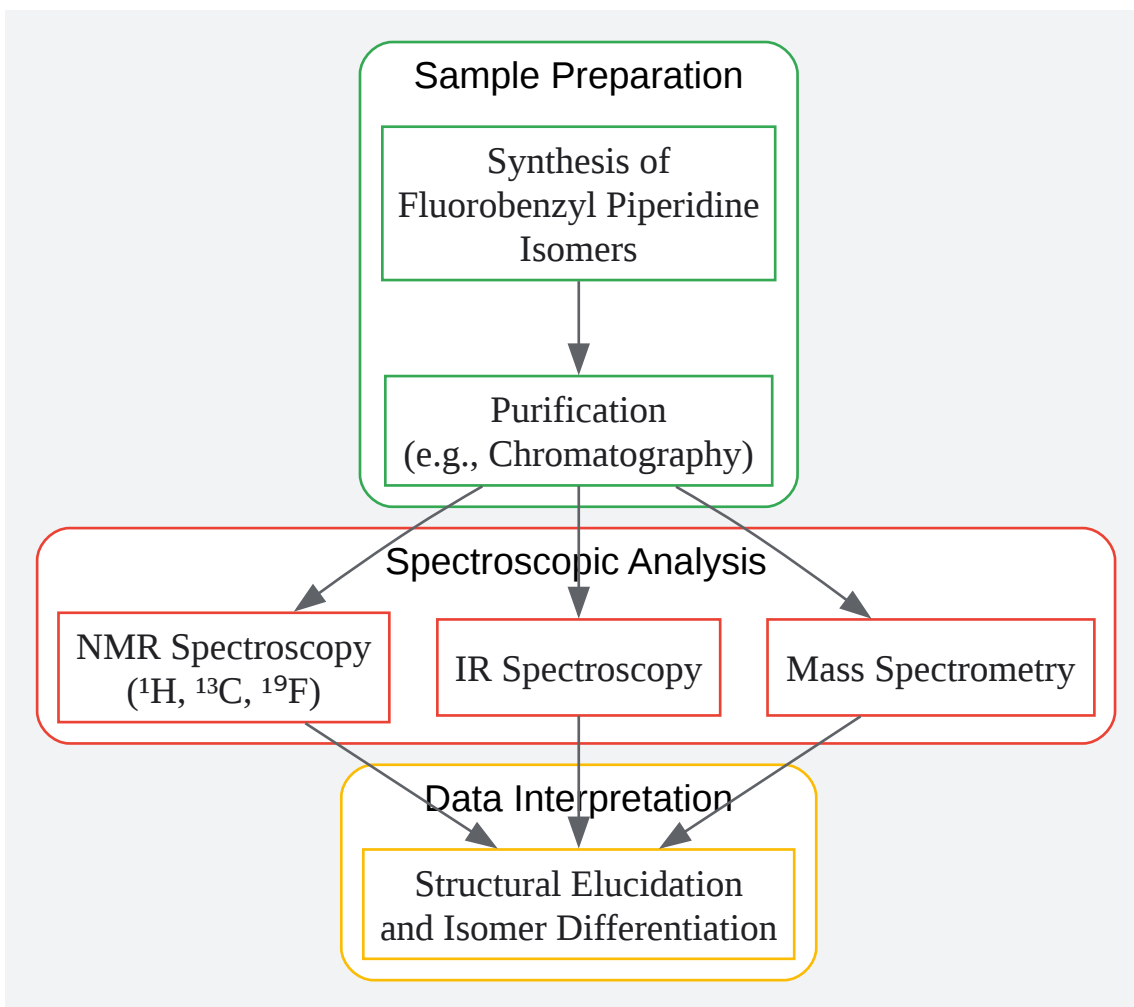 Sample Preparation
Synthesis of
Fluorobenzyl Piperidine
Isomers
Purification
(e.g., Chromatography)
Spectroscopic Analysis
NMR Spectroscopy
(¹H, ¹³C, ¹⁹F)
IR Spectroscopy
Mass Spectrometry
Data Interpretation
Structural Elucidation
and Isomer Differentiation